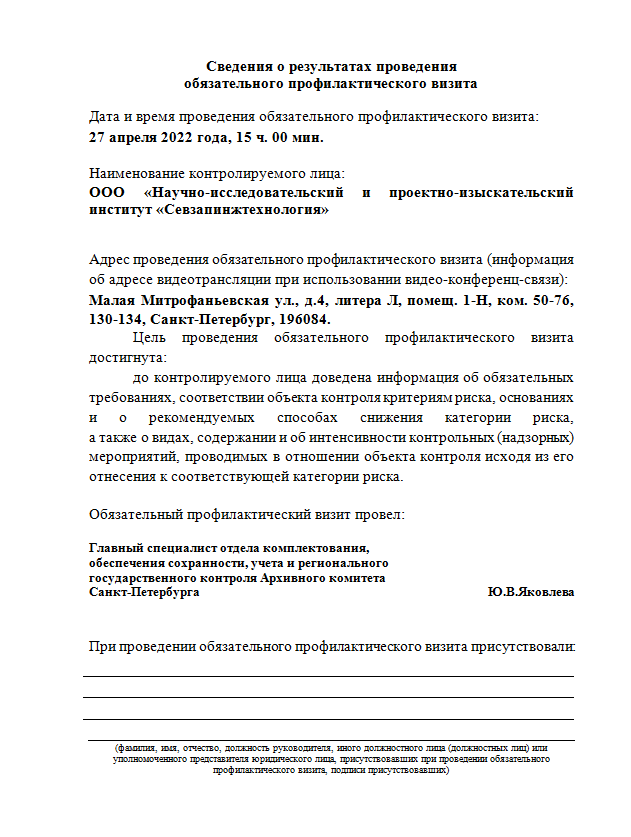 Сведения о результатах проведения
обязательного профилактического визита
Дата и время проведения обязательного профилактического визита:
27 апреля 2022 года, 15 ч. 00 мин.
Наименование контролируемого лица:
ООО «Научно-исследовательский и проектно-изыскательский
институт «Севзапинжтехнология»
Адрес проведения обязательного профилактического визита (информация
об адресе видеотрансляции при использовании видео-конференц-связи):
Малая Митрофаньевская ул., д.4, литера Л, помещ. 1-Н, ком. 50-76,
130-134, Санкт-Петербург, 196084.
Цель проведения обязательного профилактического визита
достигнута:
до контролируемого лица доведена информация об обязательных
требованиях, соответствии объекта контроля критериям риска, основаниях
и о рекомендуемых способах снижения категории риска,
а также о видах, содержании и об интенсивности контрольных (надзорных)
мероприятий, проводимых в отношении объекта контроля исходя из его
отнесения к соответствующей категории риска.
Обязательный профилактический визит провел:
Главный специалист отдела комплектования,
обеспечения сохранности, учета и регионального
государственного контроля Архивного комитета
Санкт-Петербурга Ю.В.Яковлева
При проведении обязательного профилактического визита присутствовали:
(фамилия, имя, отчество, должность руководителя, иного должностного лица (должностных лиц) или
уполномоченного представителя юридического лица, присутствовавших при проведении обязательного
профилактического визита, подписи присутствовавших)